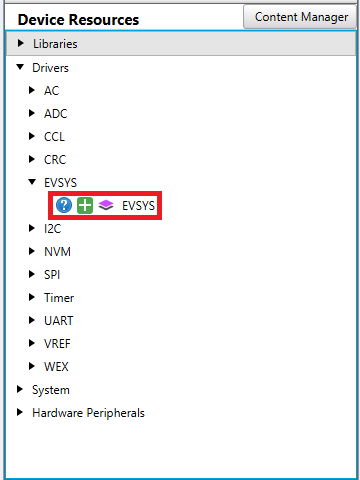 Device Resources
Content Manager
Libraries
Drivers
AC
ADC
CCL
CRC
EVSYS
? EVSYS
I2C
NVM
SPI
Timer
UART
VREF
WEX
System
Hardware Peripherals